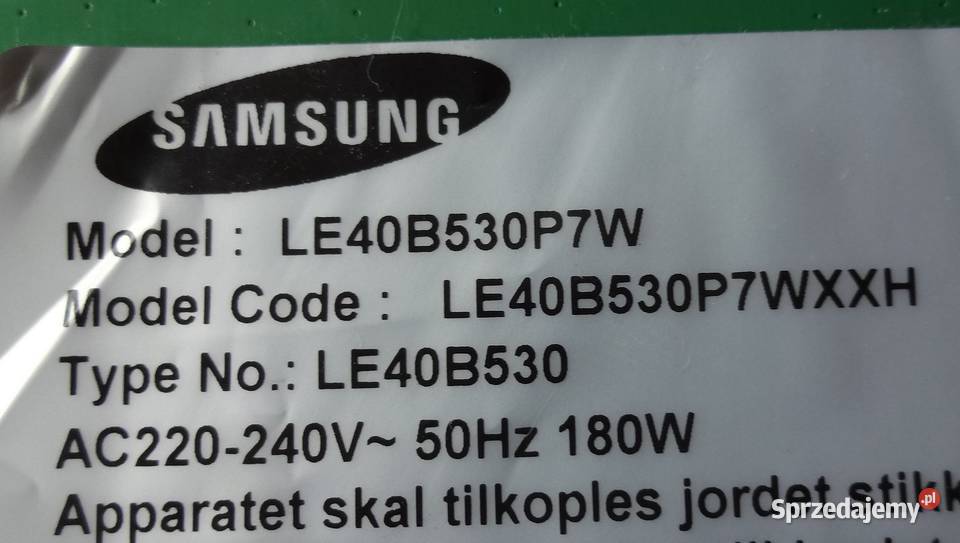 SAMSUNG
Model : LE40B530P7W
Model Code : LE40B530P7WXXH
Type No.: LE40B530
AC220-240V~ 50Hz 180W
Apparatet skal tilkoples jordet
Sprzedajemy.pl